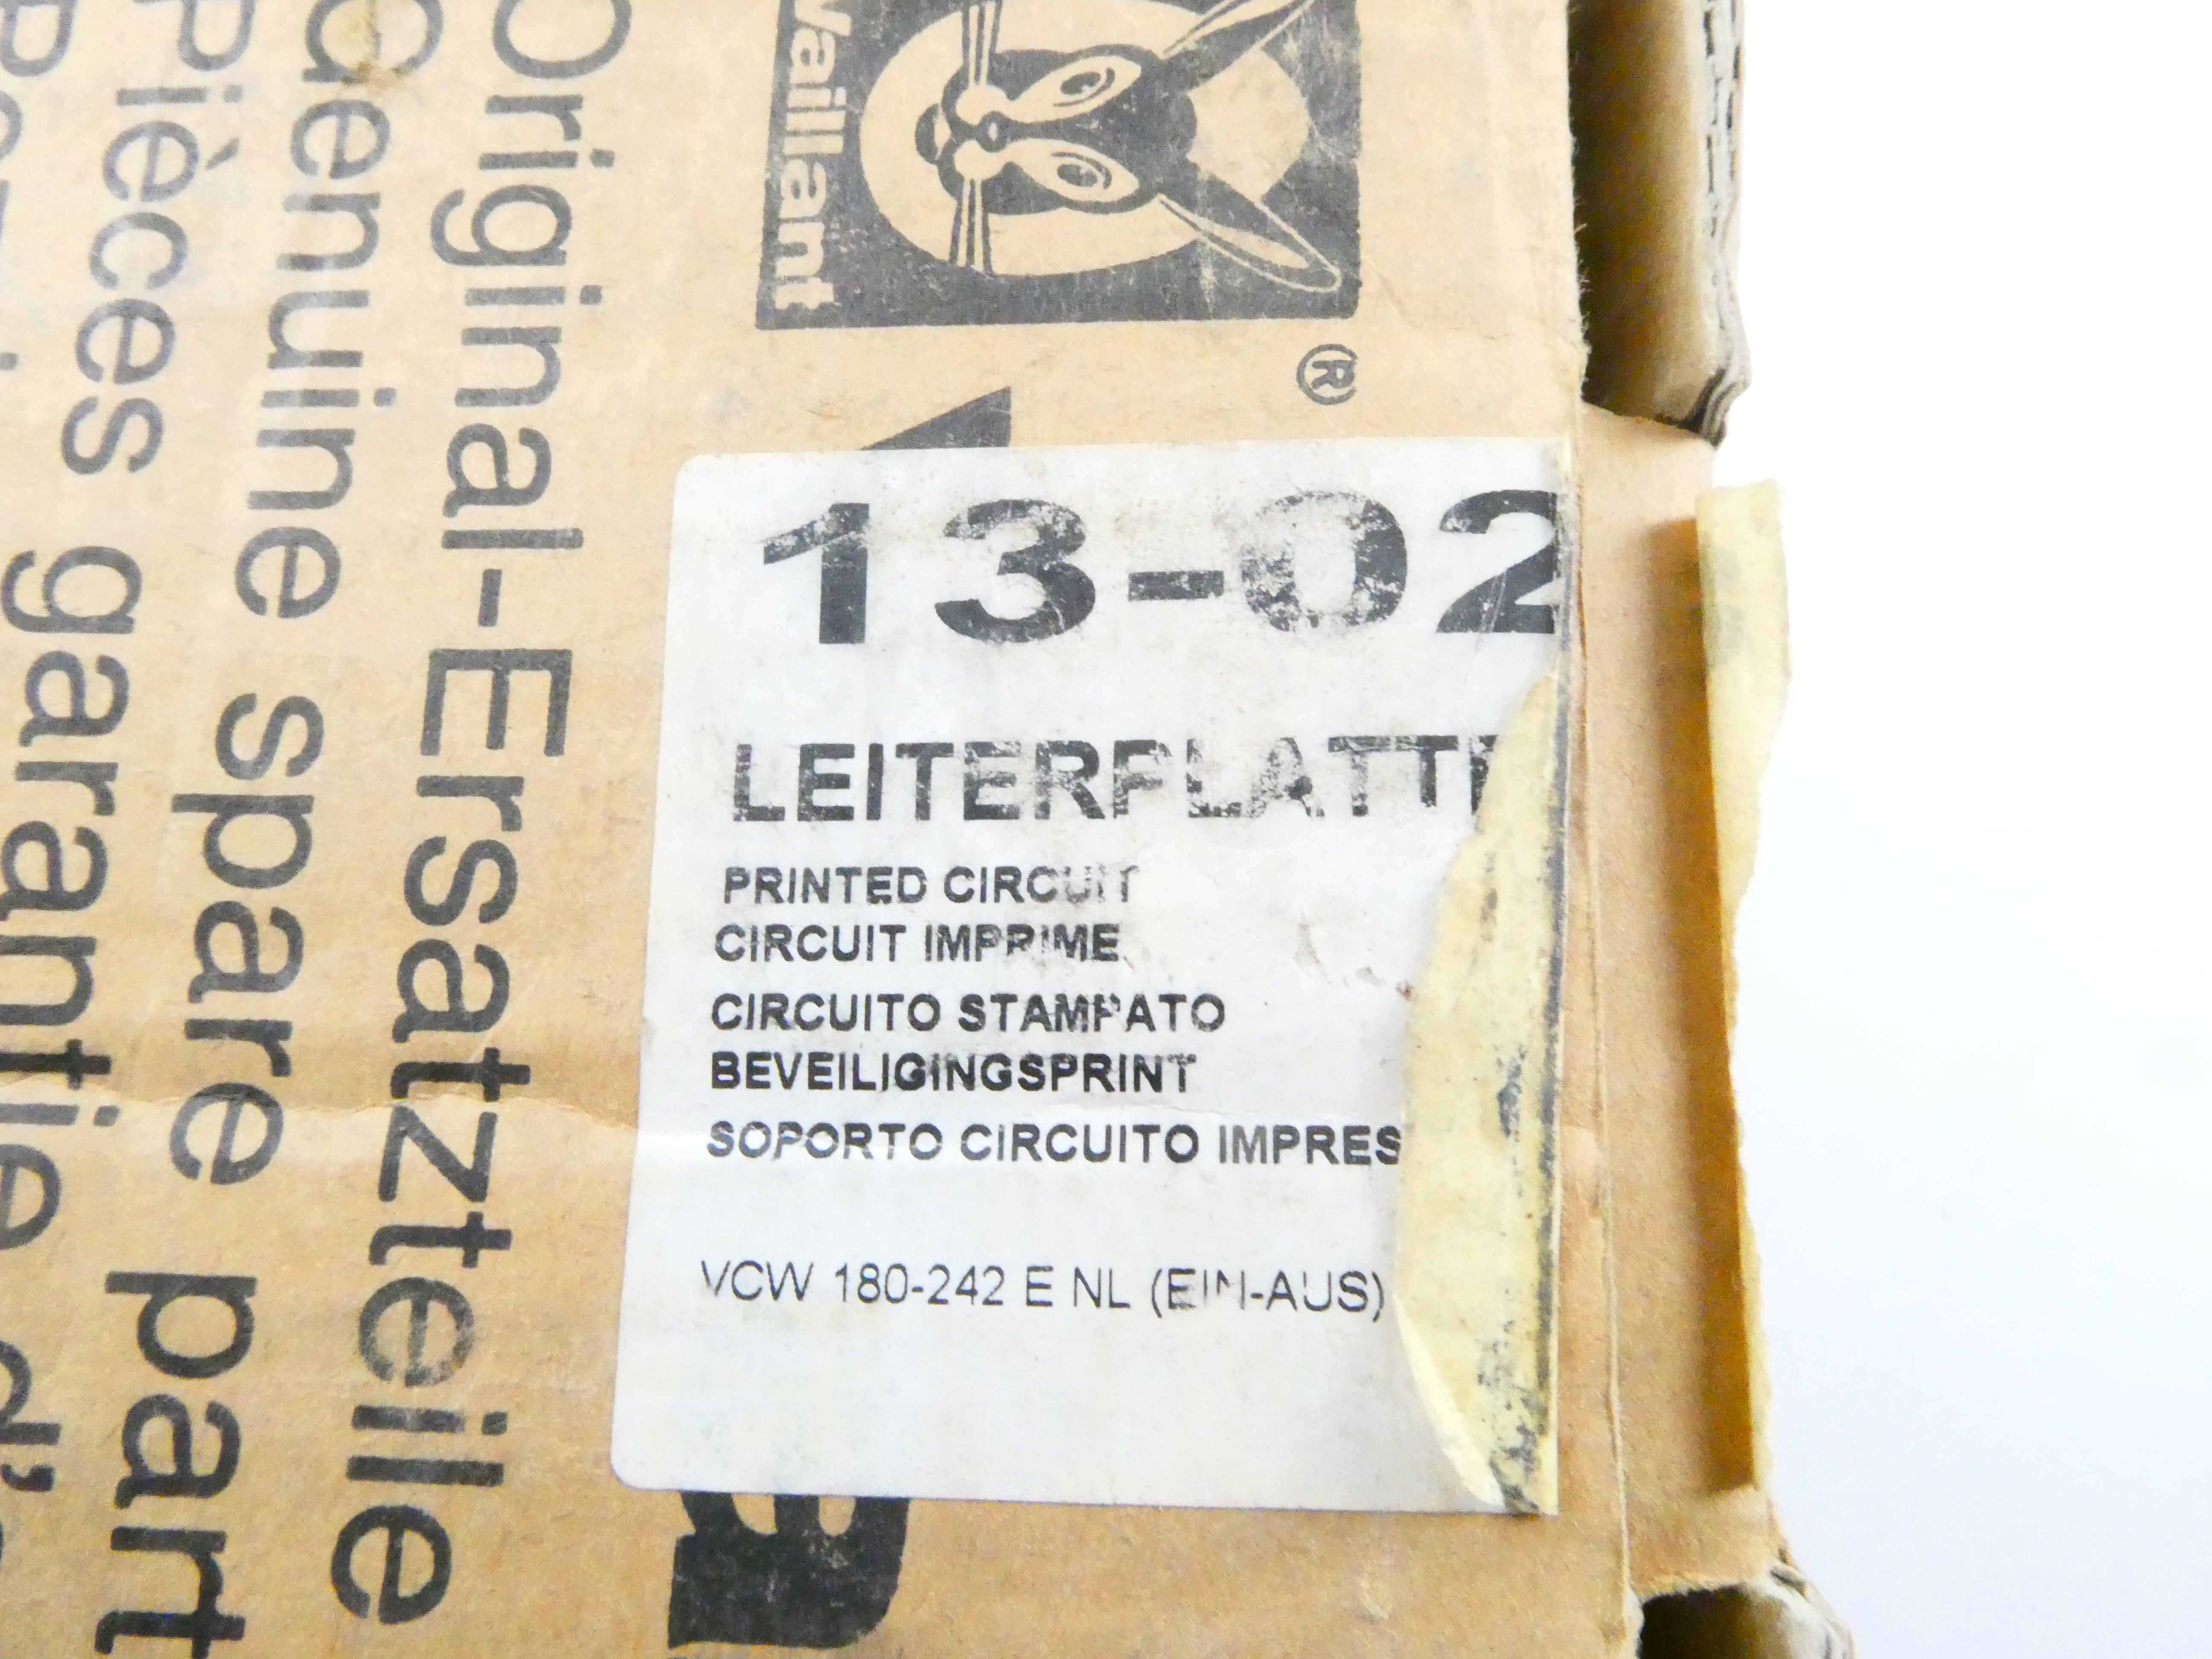 Vaillant
®
13-02
LEITERPLATTE
PRINTED CIRCUIT
CIRCUIT IMPRIME
CIRCUITO STAMPATO
BEVEILIGINGSPRINT
SOPORTO CIRCUITO IMPRES
VCW 180-242 E NL (EIN-AUS)
Original-Ersatzteile
Genuine spare part
Pièces garantie d'